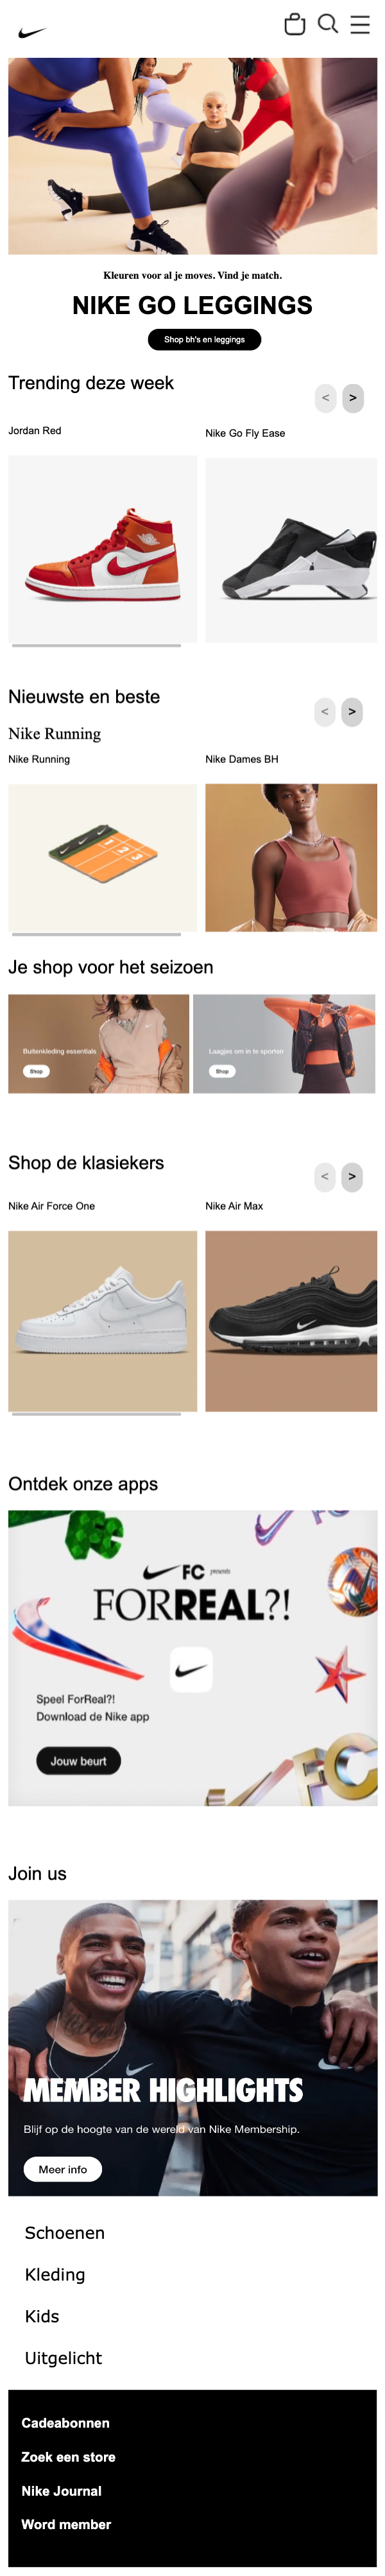 Kleuren voor al je moves. Vind je match.
NIKE GO LEGGINGS
Shop bh's en leggings
Trending deze week
< >
Jordan Red
Nike Go Fly Ease
Nieuwste en beste
< >
Nike Running
Nike Running
Nike Dames BH
1 2 3
Je shop voor het seizoen
Buitenkleding essentials
Shop
Laagjes om in te sporten
Shop
Shop de klasiekers
< >
Nike Air Force One
Nike Air Max
Ontdek onze apps
FC presents
FORREAL?!
Speel ForReal?!
Download de Nike app
Jouw beurt
FC
Join us
MEMBER HIGHLIGHTS
Blijf op de hoogte van de wereld van Nike Membership.
Meer info
Schoenen
Kleding
Kids
Uitgelicht
Cadeabonnen
Zoek een store
Nike Journal
Word member